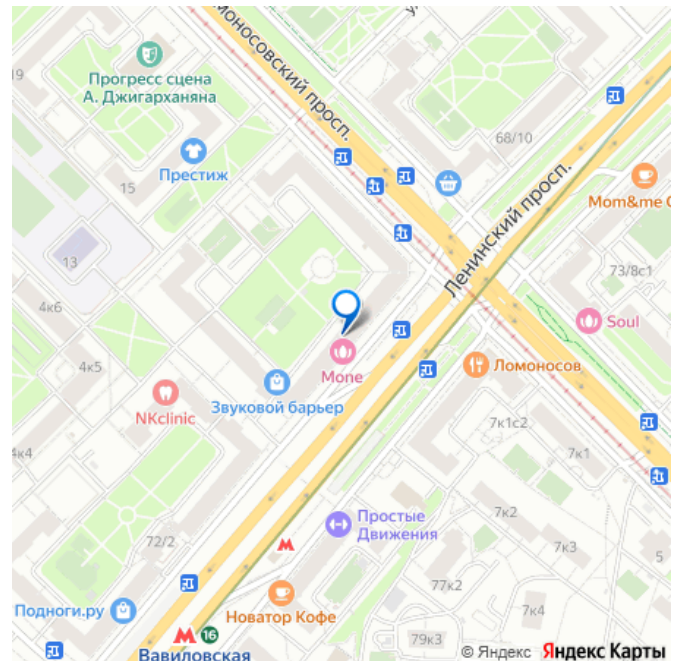 19
Прогресс сцена
А. Джигарханяна
Ломоносовский просп.
68/10
Престиж
15
Ленинский просп.
Mom&me C
13
73/8с1
4к6
Soul
4к5
Mone
Ломоносов
Звуковой барьер
NKclinic
7к1с2
4к4
7к1
Простые
Движения
7к2
72/2
7к3
5
77к2
Подноги.ру
Новатор Кофе
7к4
16
79к3
Вавиловская
© Яндекс Яндекс Карты